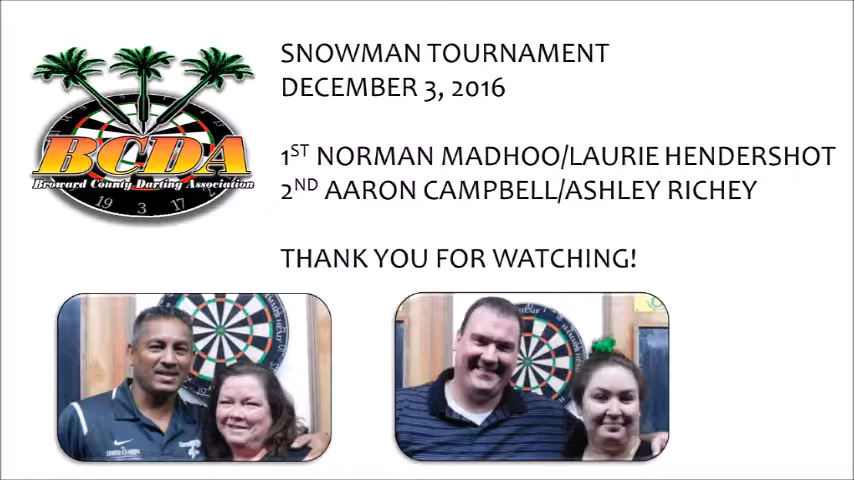 SNOWMAN TOURNAMENT
DECEMBER 3, 2016
1ST NORMAN MADHOO/LAURIE HENDERSHOT
2ND AARON CAMPBELL/ASHLEY RICHEY
THANK YOU FOR WATCHING!
BCDA
Broward County Darting Association
19 3 17